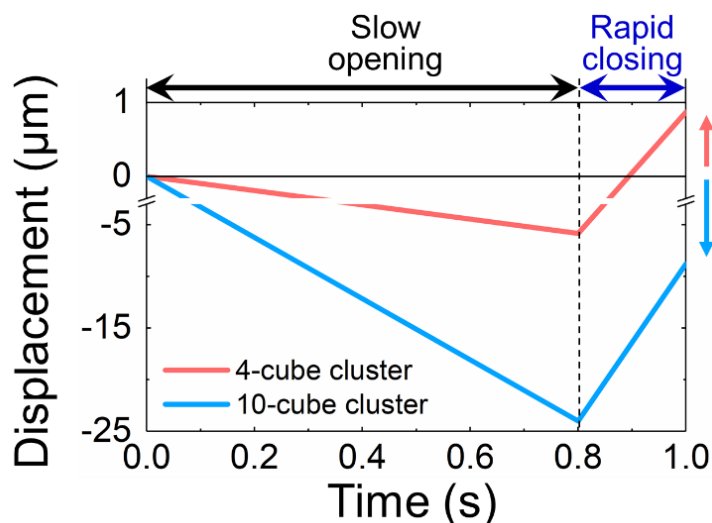 Slow
opening
Rapid
closing
Displacement (µm)
1
0
-5
-15
-25
4-cube cluster
10-cube cluster
0.0 0.2 0.4 0.6 0.8 1.0
Time (s)